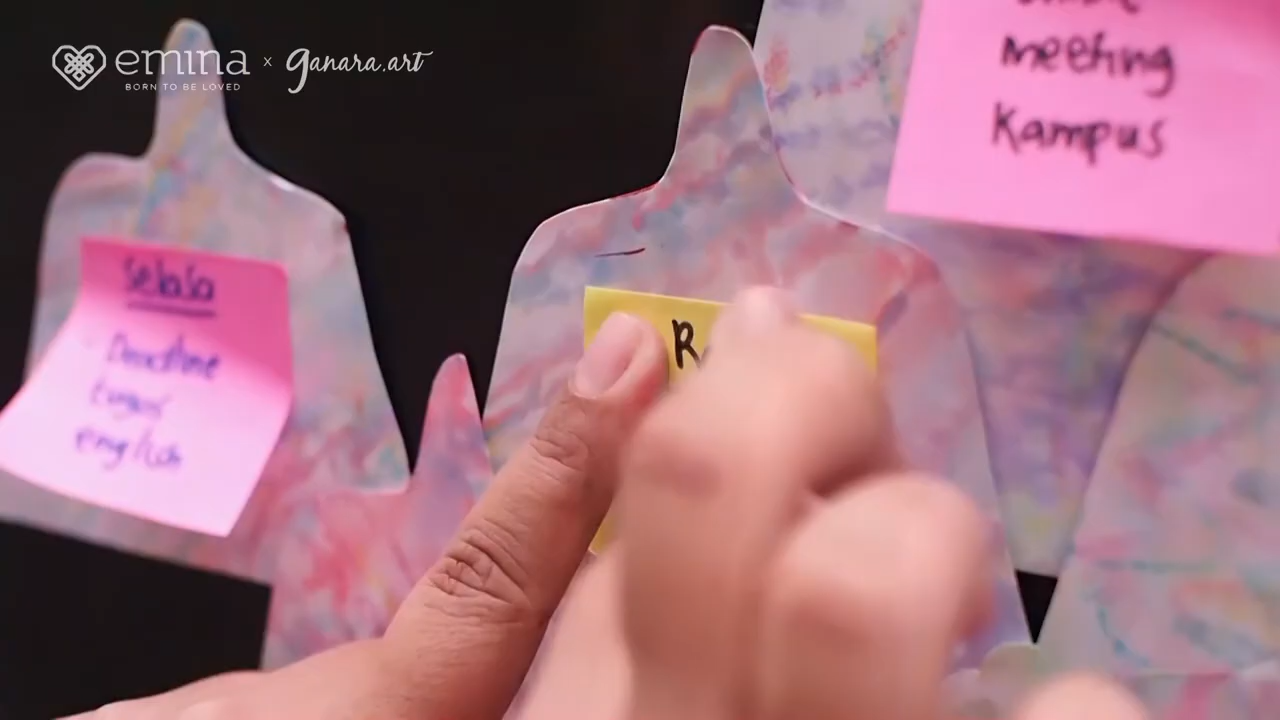 emina x ganara.art
BORN TO BE LOVED
meeting
Kampus
Selasa
Deadline
tugas
english
R